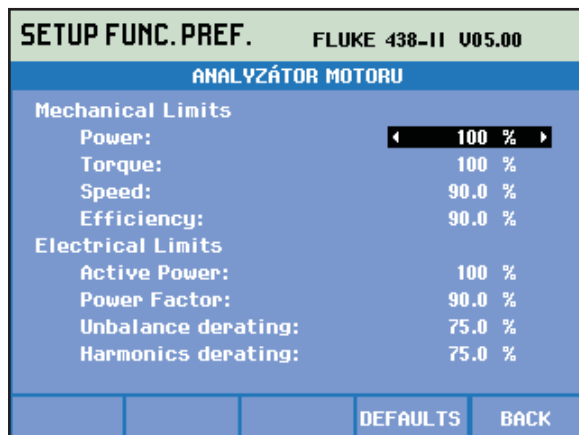 SETUP FUNC. PREF. FLUKE 438-II V05.00
ANALYZÁTOR MOTORU
Mechanical Limits
Power: 100 %
Torque: 100 %
Speed: 90.0 %
Efficiency: 90.0 %
Electrical Limits
Active Power: 100 %
Power Factor: 90.0 %
Unbalance derating: 75.0 %
Harmonics derating: 75.0 %
DEFAULTS BACK